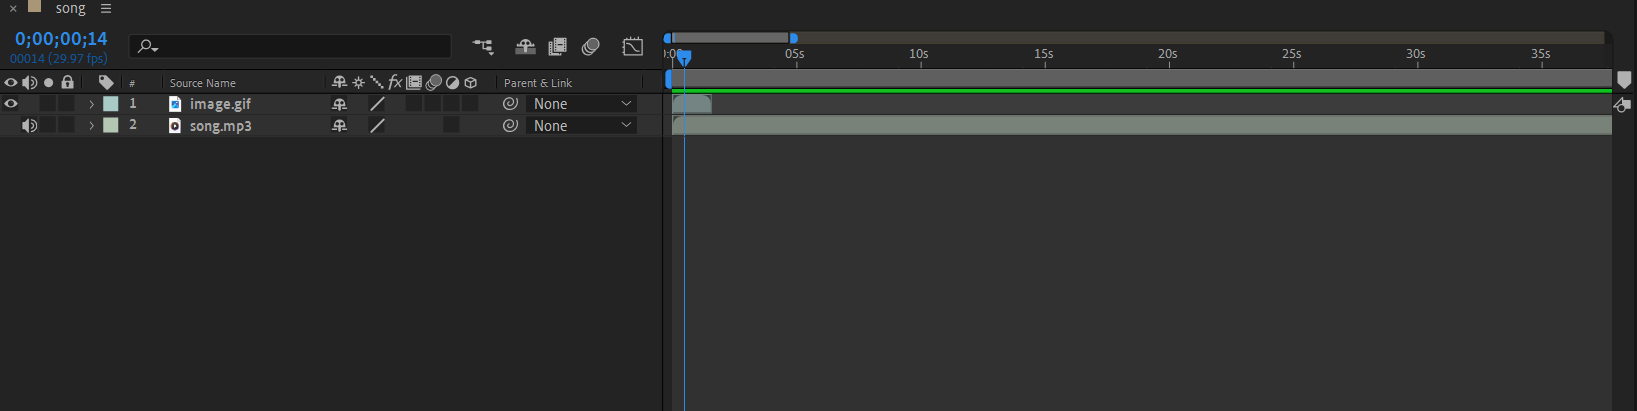 song
0;00;00;14
00014 (29.97 fps)
05s 10s 15s 20s 25s 30s 35s
# Source Name Parent & Link
1 image.gif None
2 song.mp3 None